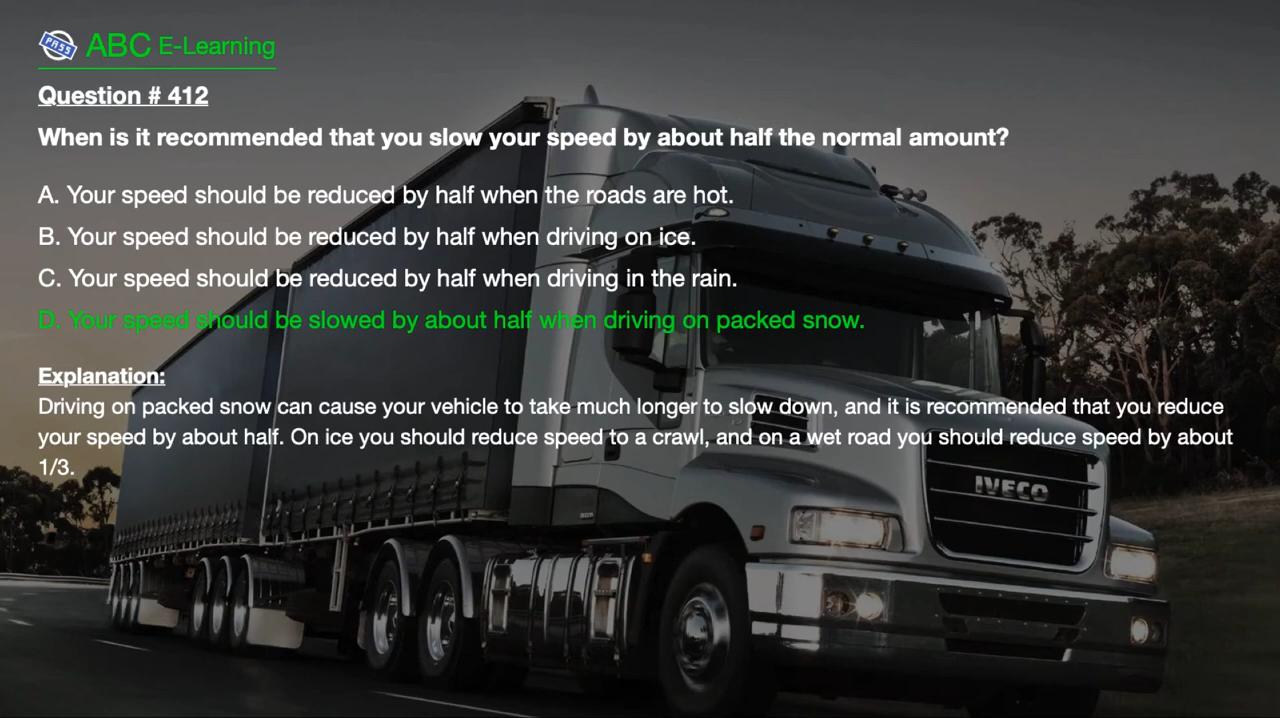 PASS
ABC E-Learning
Question # 412
When is it recommended that you slow your speed by about half the normal amount?
A. Your speed should be reduced by half when the roads are hot.
B. Your speed should be reduced by half when driving on ice.
C. Your speed should be reduced by half when driving in the rain.
D. Your speed should be slowed by about half when driving on packed snow.
Explanation:
Driving on packed snow can cause your vehicle to take much longer to slow down, and it is recommended that you reduce
your speed by about half. On ice you should reduce speed to a crawl, and on a wet road you should reduce speed by about
1/3.
IVECO